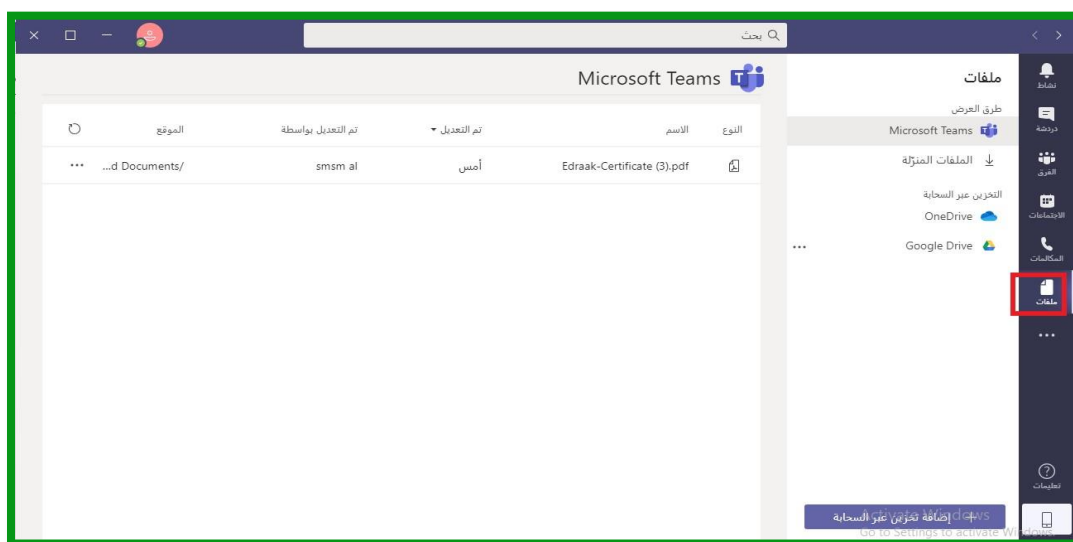 بحث
نشاط
دردشة
الفرق
الاجتماعات
المكالمات
ملفات
تعليمات
ملفات
طرق العرض
Microsoft Teams
الملفات المنزّلة
التخزين عبر السحابة
OneDrive
Google Drive
+ إضافة تخزين عبر السحابة
Microsoft Teams
النوع الاسم تم التعديل تم التعديل بواسطة الموقع
Edraak-Certificate (3).pdf أمس smsm al ...d Documents/
Activate Windows
Go to Settings to activate Windows.